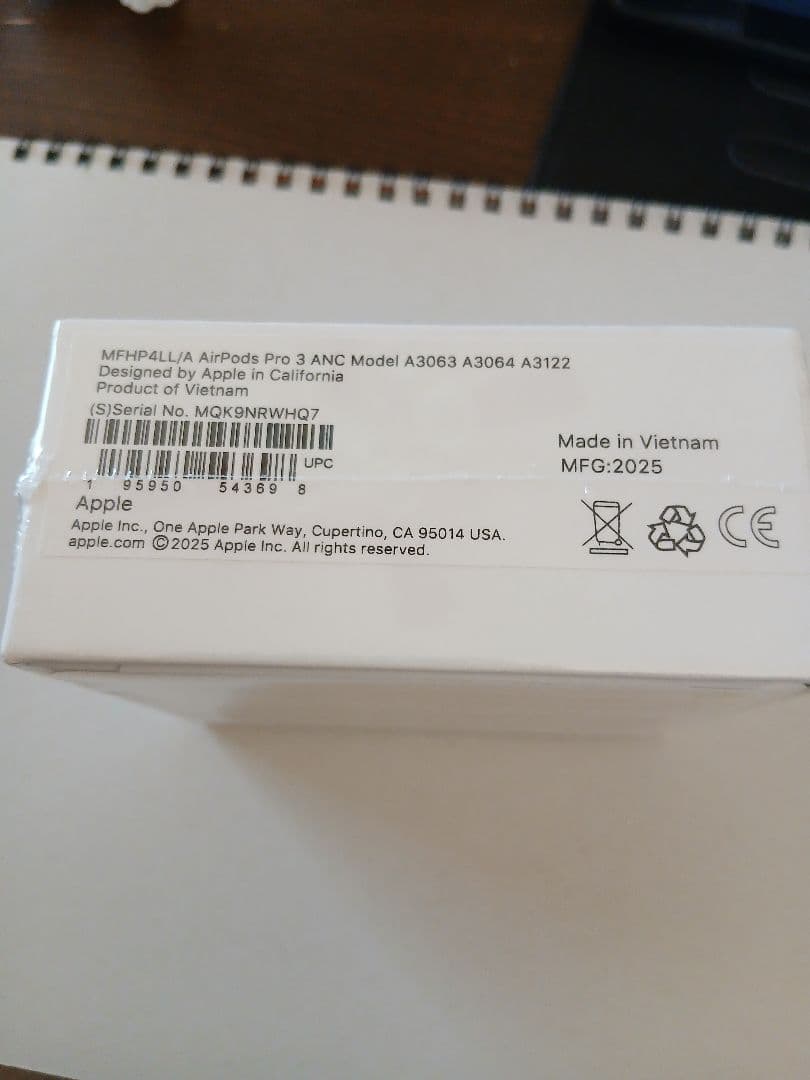 MFHP4LL/A AirPods Pro 3 ANC Model A3063 A3064 A3122
Designed by Apple in California
Product of Vietnam
(S)Serial No. MQK9NRWHQ7
UPC
1 95950 54369 8
Apple
Apple Inc., One Apple Park Way, Cupertino, CA 95014 USA.
apple.com ©2025 Apple Inc. All rights reserved.
Made in Vietnam
MFG:2025
CE